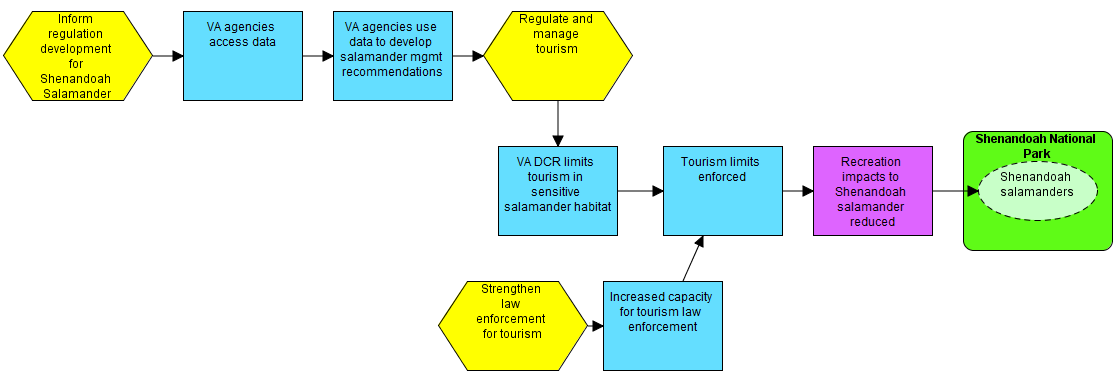 Inform
regulation
development
for
Shenandoah
Salamander
VA agencies
access data
VA agencies use
data to develop
salamander mgmt
recommendations
Regulate and
manage
tourism
VA DCR limits
tourism in
sensitive
salamander habitat
Tourism limits
enforced
Recreation
impacts to
Shenandoah
salamander
reduced
Shenandoah National
Park
Shenandoah
salamanders
Strengthen
law
enforcement
for tourism
Increased capacity
for tourism law
enforcement